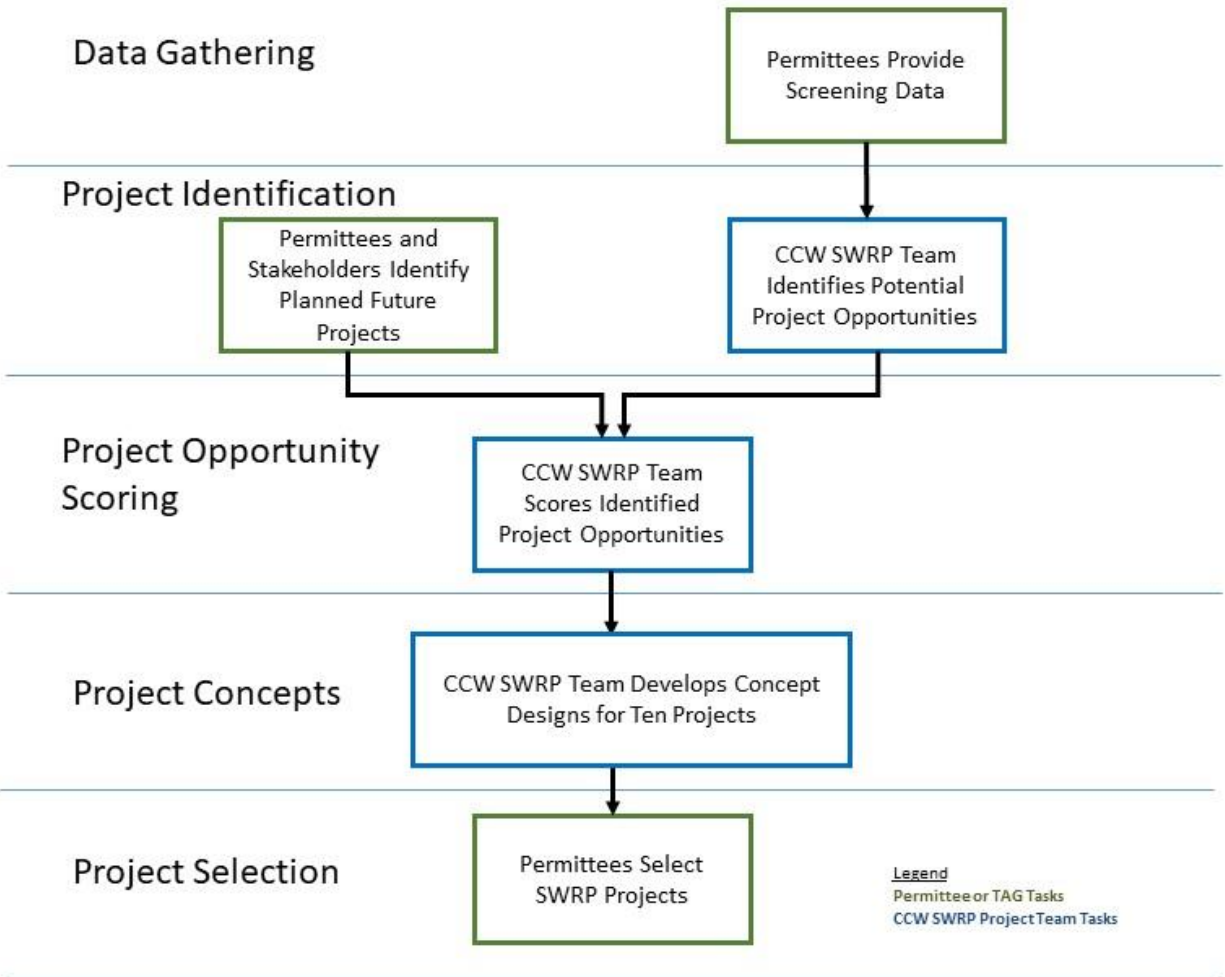 Data Gathering
Permittees Provide
Screening Data
Project Identification
Permittees and
Stakeholders Identify
Planned Future
Projects
CCW SWRP Team
Identifies Potential
Project Opportunities
Project Opportunity
Scoring
CCW SWRP Team
Scores Identified
Project Opportunities
Project Concepts
CCW SWRP Team Develops Concept
Designs for Ten Projects
Project Selection
Permittees Select
SWRP Projects
Legend
Permittee or TAG Tasks
CCW SWRP Project Team Tasks